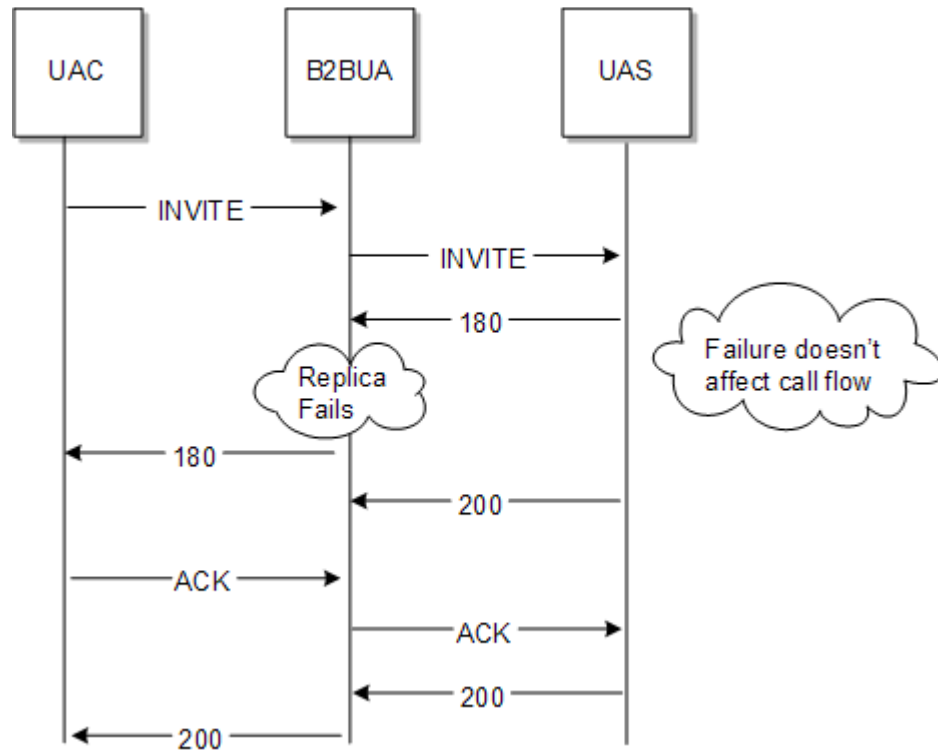 UAC
B2BUA
UAS
INVITE
INVITE
180
Failure doesn't
affect call flow
Replica
Fails
180
200
ACK
ACK
200
200